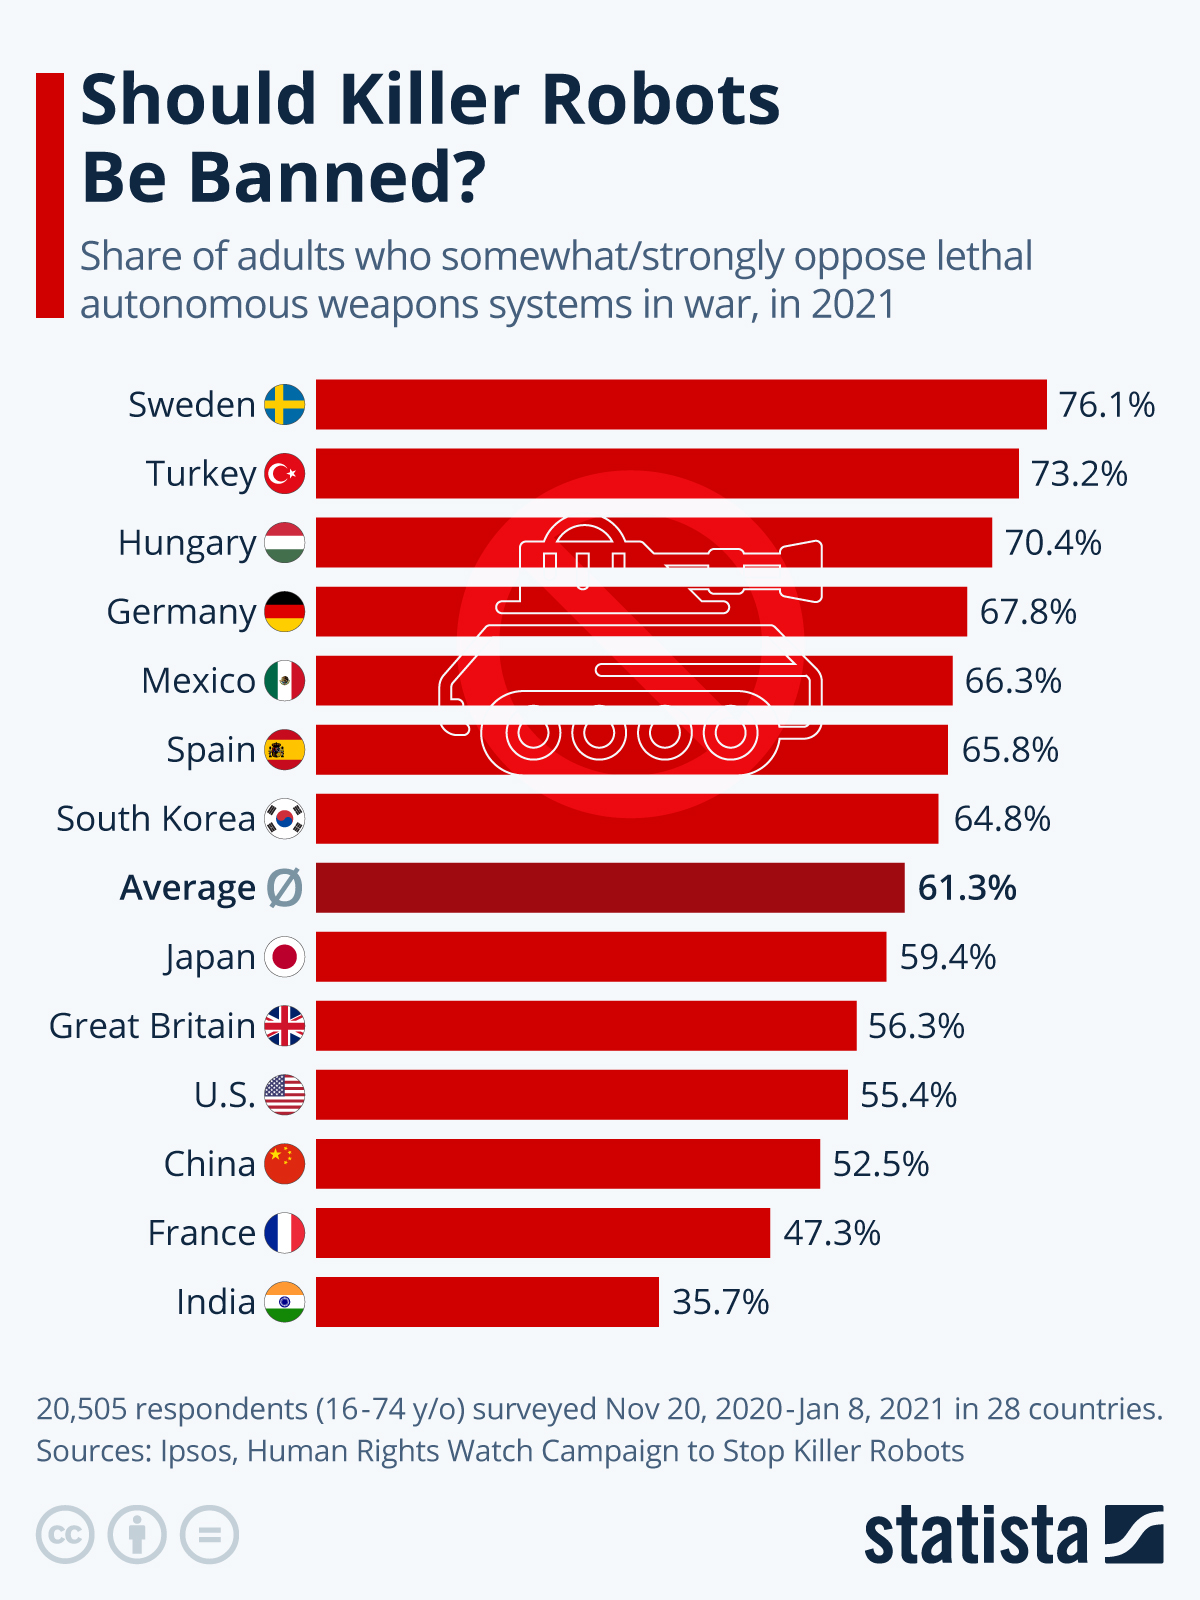 Should Killer Robots
Be Banned?
Share of adults who somewhat/strongly oppose lethal
autonomous weapons systems in war, in 2021
Sweden 76.1%
Turkey 73.2%
Hungary 70.4%
Germany 67.8%
Mexico 66.3%
Spain 65.8%
South Korea 64.8%
Average Ø 61.3%
Japan 59.4%
Great Britain 56.3%
U.S. 55.4%
China 52.5%
France 47.3%
India 35.7%
20,505 respondents (16-74 y/o) surveyed Nov 20, 2020-Jan 8, 2021 in 28 countries.
Sources: Ipsos, Human Rights Watch Campaign to Stop Killer Robots
cc = statista